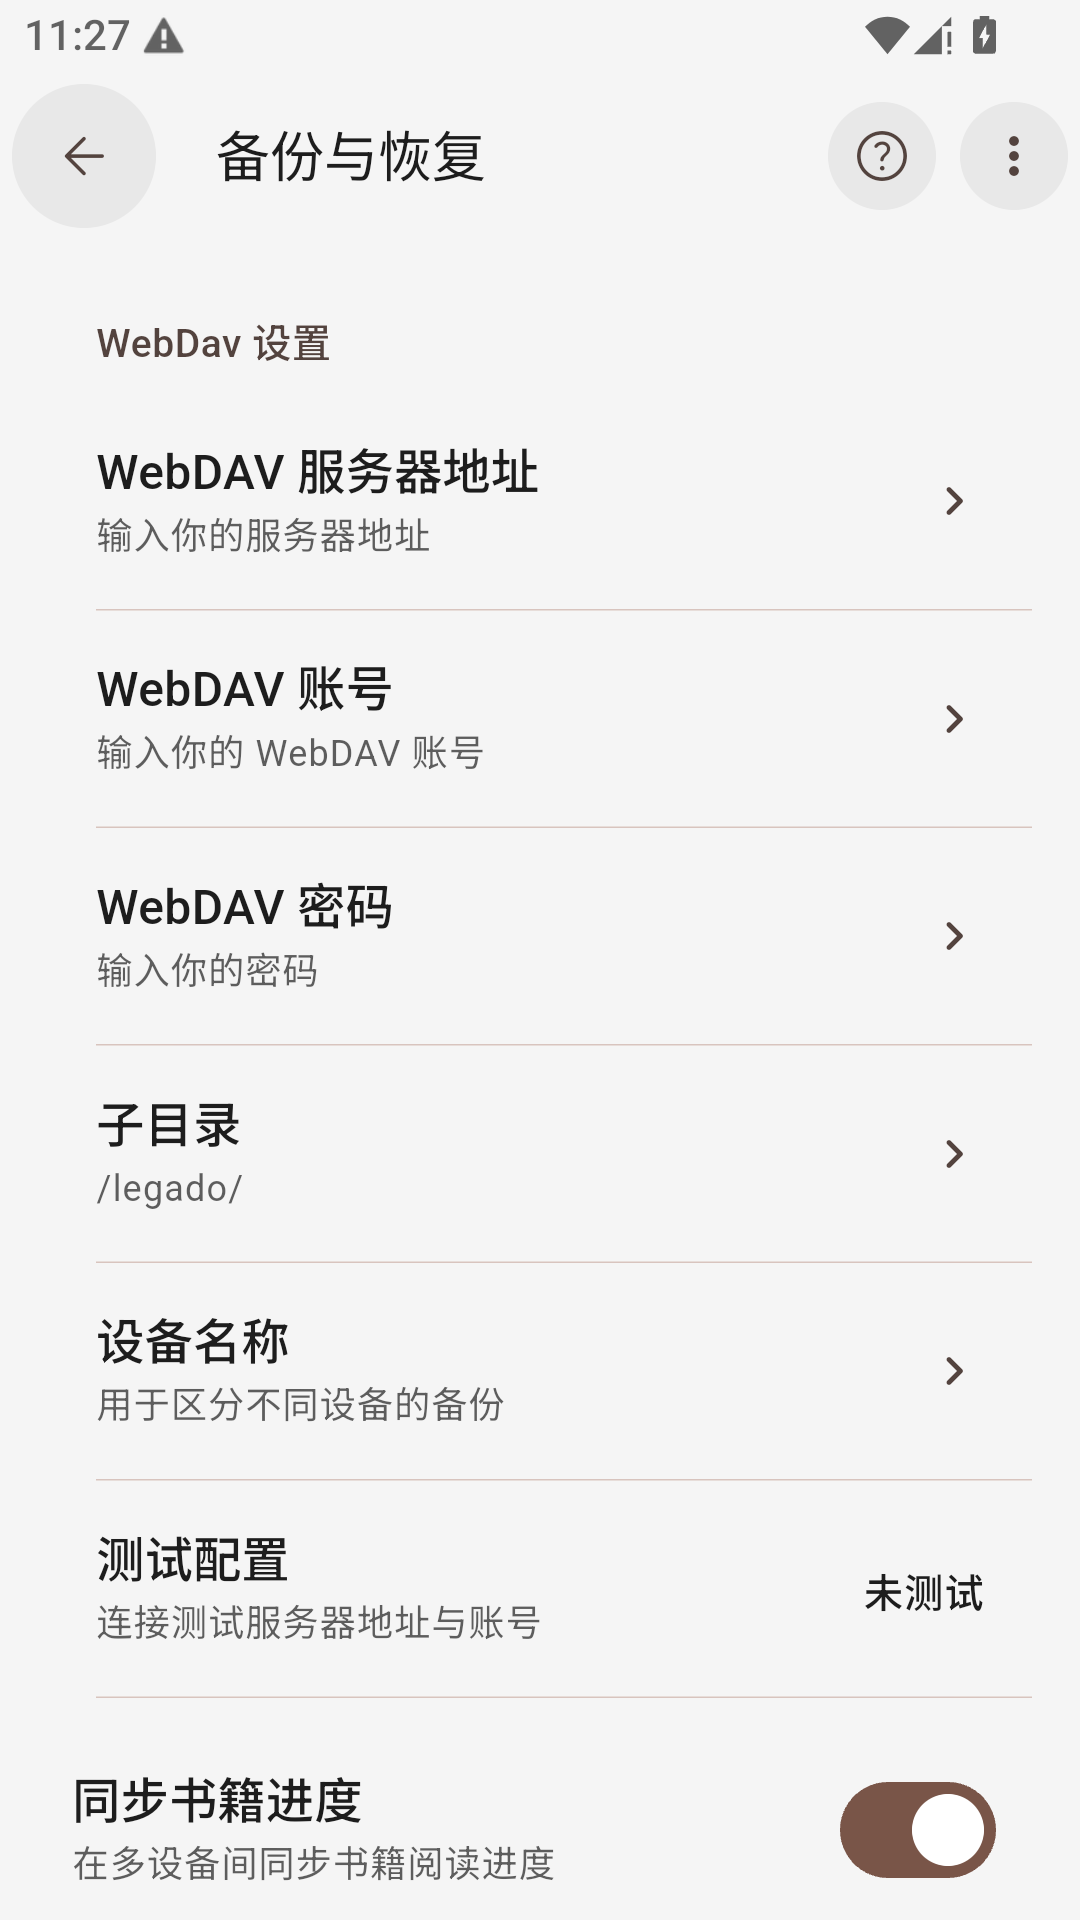 11:27
备份与恢复
WebDav 设置
WebDAV 服务器地址
输入你的服务器地址
WebDAV 账号
输入你的 WebDAV 账号
WebDAV 密码
输入你的密码
子目录
/legado/
设备名称
用于区分不同设备的备份
测试配置
未测试
连接测试服务器地址与账号
同步书籍进度
在多设备间同步书籍阅读进度